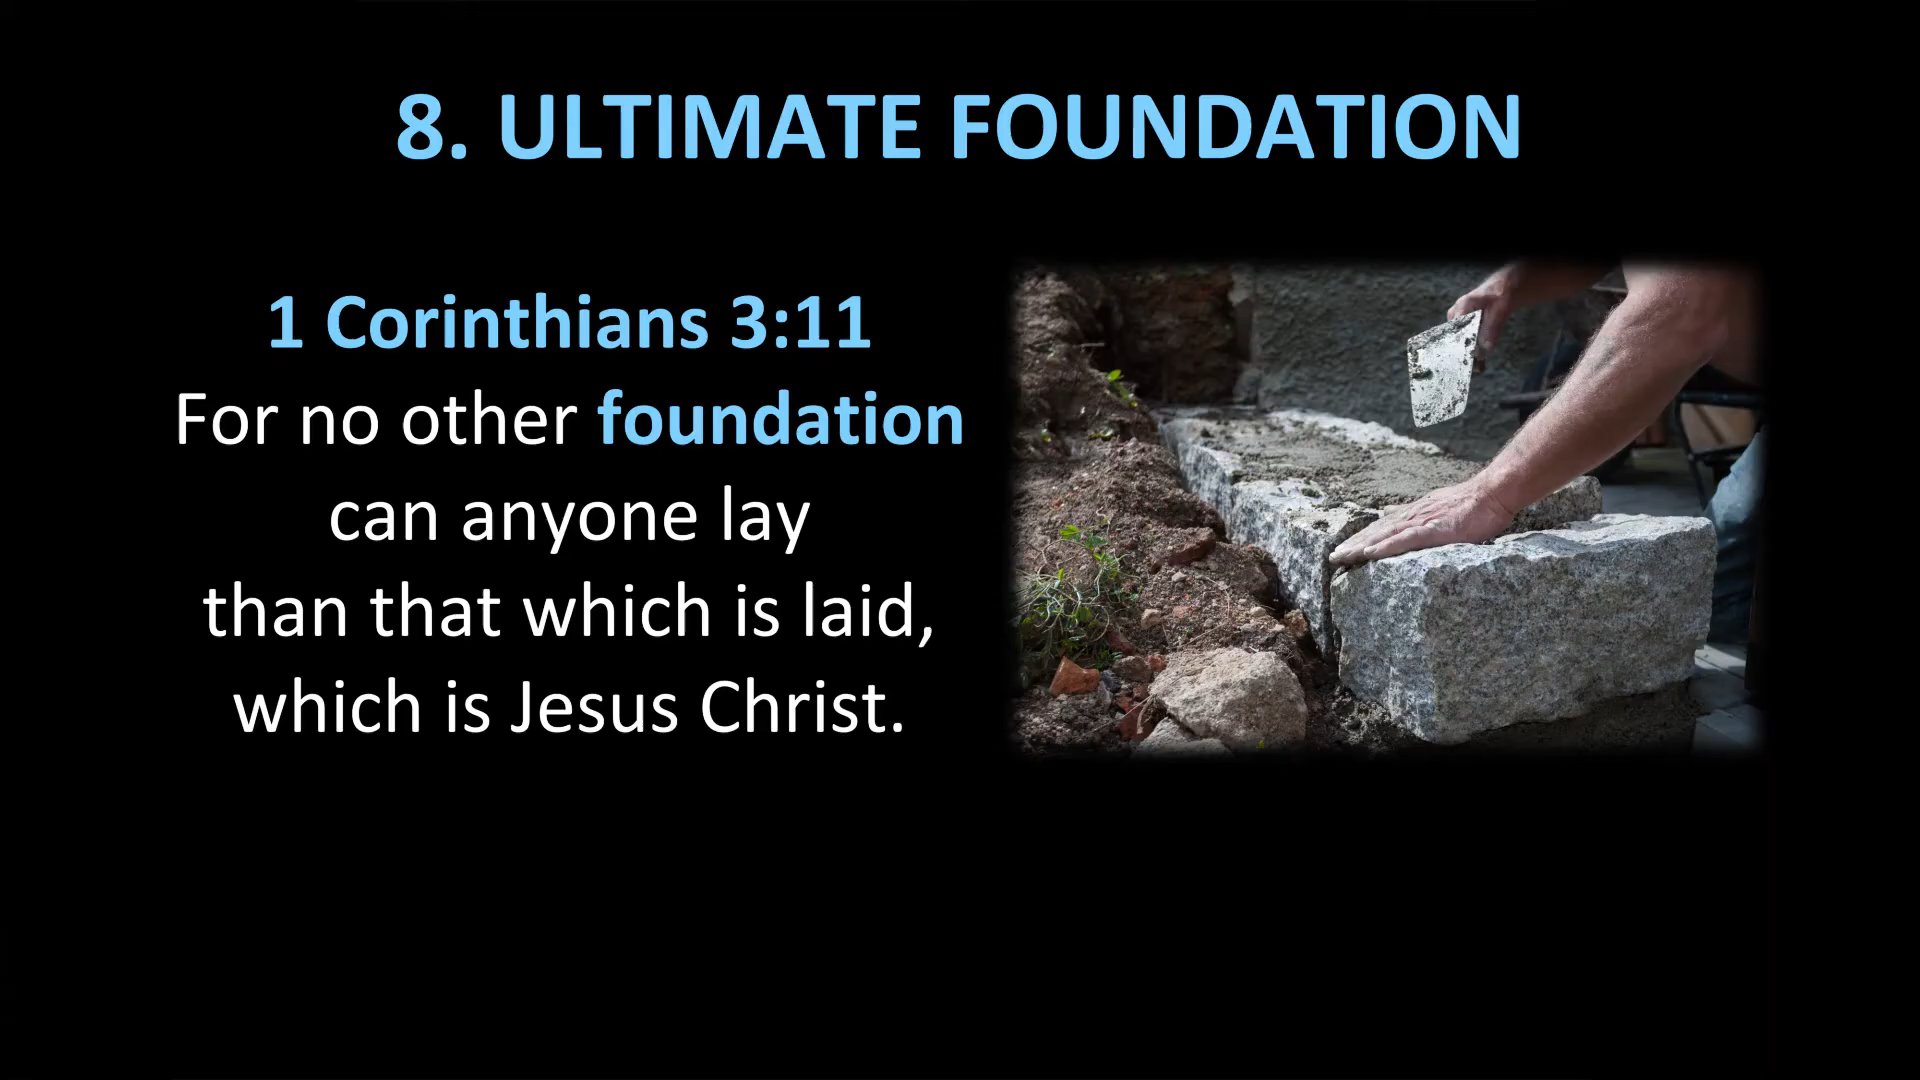 8. ULTIMATE FOUNDATION
1 Corinthians 3:11
For no other foundation
can anyone lay
than that which is laid,
which is Jesus Christ.